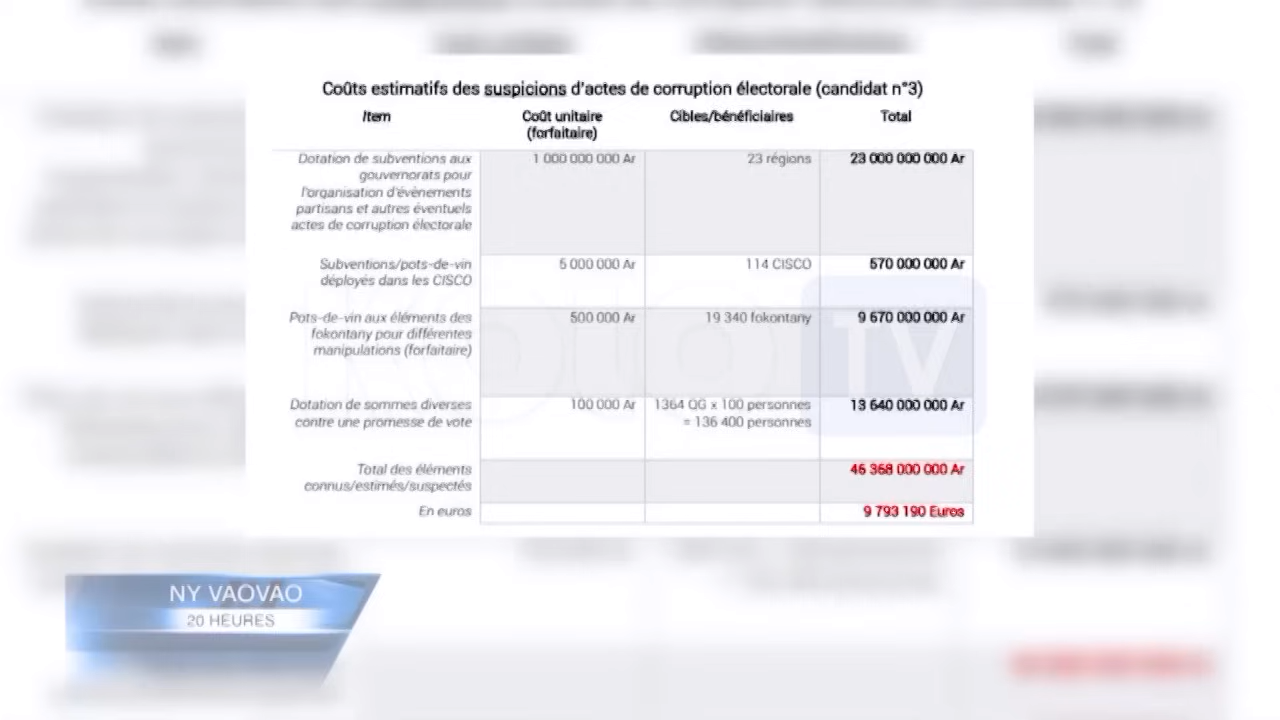 Coûts estimatifs des suspicions d'actes de corruption électorale (candidat n°3)
Item
Coût unitaire
(forfaitaire)
Cibles/bénéficiaires
Total
Dotation de subventions aux
gouvernorats pour
l'organisation d'évènements
partisans et autres éventuels
actes de corruption électorale
1 000 000 000 Ar
23 régions
23 000 000 000 Ar
Subventions/pots-de-vin
déployés dans les CISCO
5 000 000 Ar
114 CISCO
570 000 000 Ar
Pots-de-vin aux éléments des
fokontany pour différentes
manipulations (forfaitaire)
500 000 Ar
19 340 fokontany
9 670 000 000 Ar
Dotation de sommes diverses
contre une promesse de vote
100 000 Ar
1364 QG x 100 personnes
= 136 400 personnes
13 640 000 000 Ar
Total des éléments
connus/estimés/suspectés
46 368 000 000 Ar
En euros
9 793 190 Euros
TV
NY VAOVAO
20 HEURES